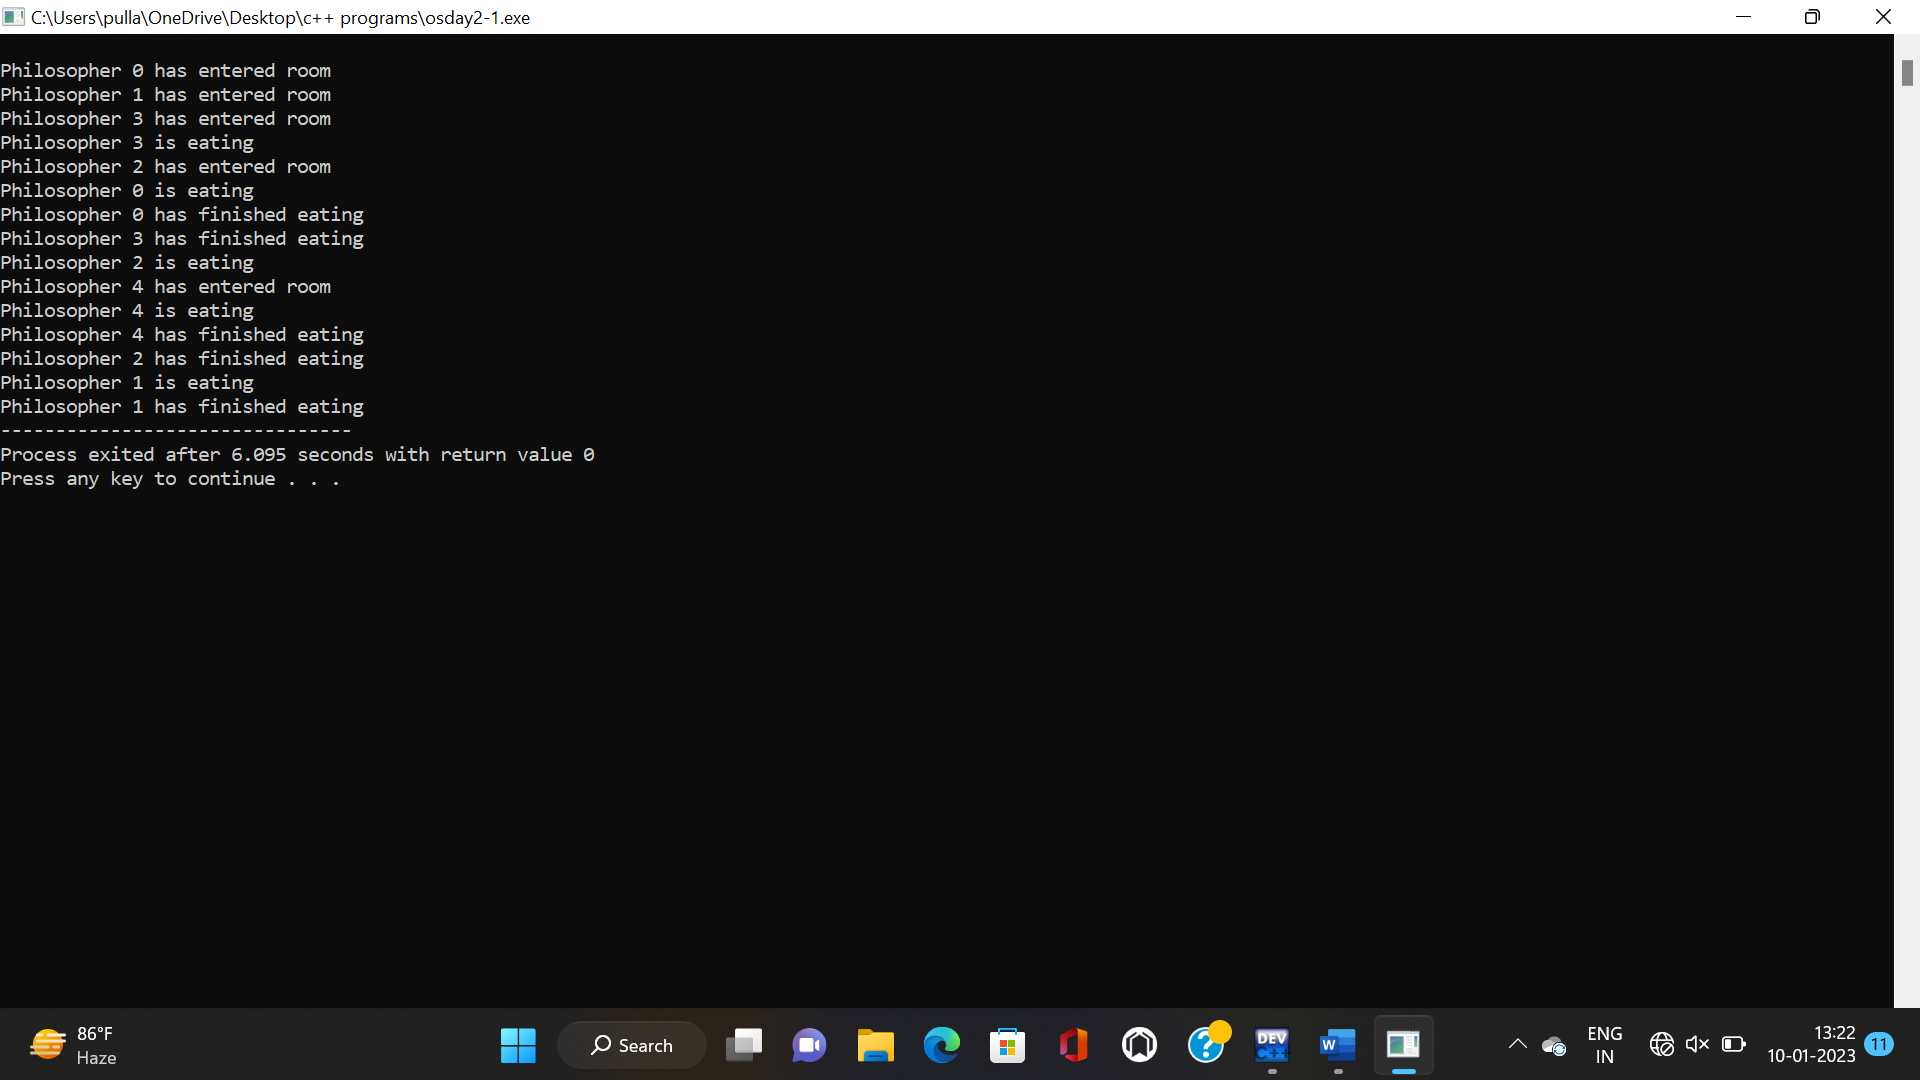 C:\Users\pulla\OneDrive\Desktop\c++ programs\osday2-1.exe
Philosopher 0 has entered room
Philosopher 1 has entered room
Philosopher 3 has entered room
Philosopher 3 is eating
Philosopher 2 has entered room
Philosopher 0 is eating
Philosopher 0 has finished eating
Philosopher 3 has finished eating
Philosopher 2 is eating
Philosopher 4 has entered room
Philosopher 4 is eating
Philosopher 4 has finished eating
Philosopher 2 has finished eating
Philosopher 1 is eating
Philosopher 1 has finished eating
--------------------------------
Process exited after 6.095 seconds with return value 0
Press any key to continue . . .
86°F
Haze
Search
DEV
C++
W
ENG
IN
13:22
10-01-2023
11